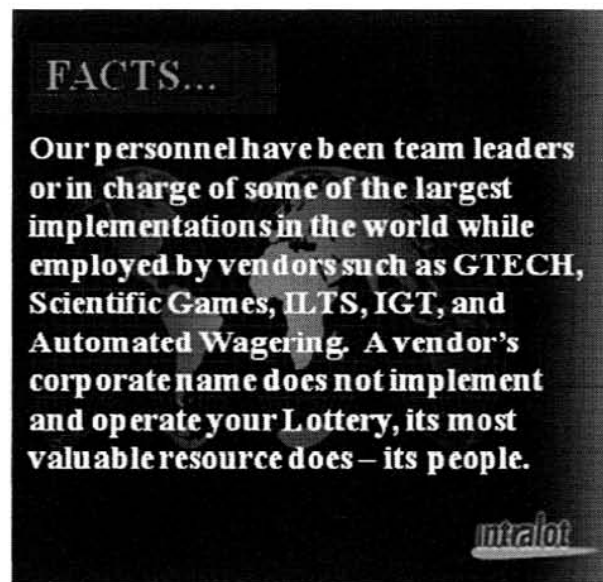 FACTS...
Our personnel have been team leaders
or in charge of some of the largest
implementations in the world while
employed by vendors such as GTECH,
Scientific Games, ILTS, IGT, and
Automated Wagering. A vendor's
corporate name does not implement
and operate your Lottery, its most
valuable resource does – its people.
intralot